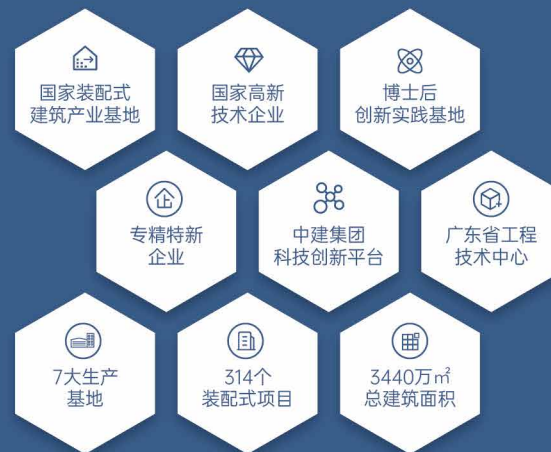 国家装配式
建筑产业基地
国家高新
技术企业
博士后
创新实践基地
专精特新
企业
中建集团
科技创新平台
广东省工程
技术中心
7大生产
基地
314个
装配式项目
3440万㎡
总建筑面积